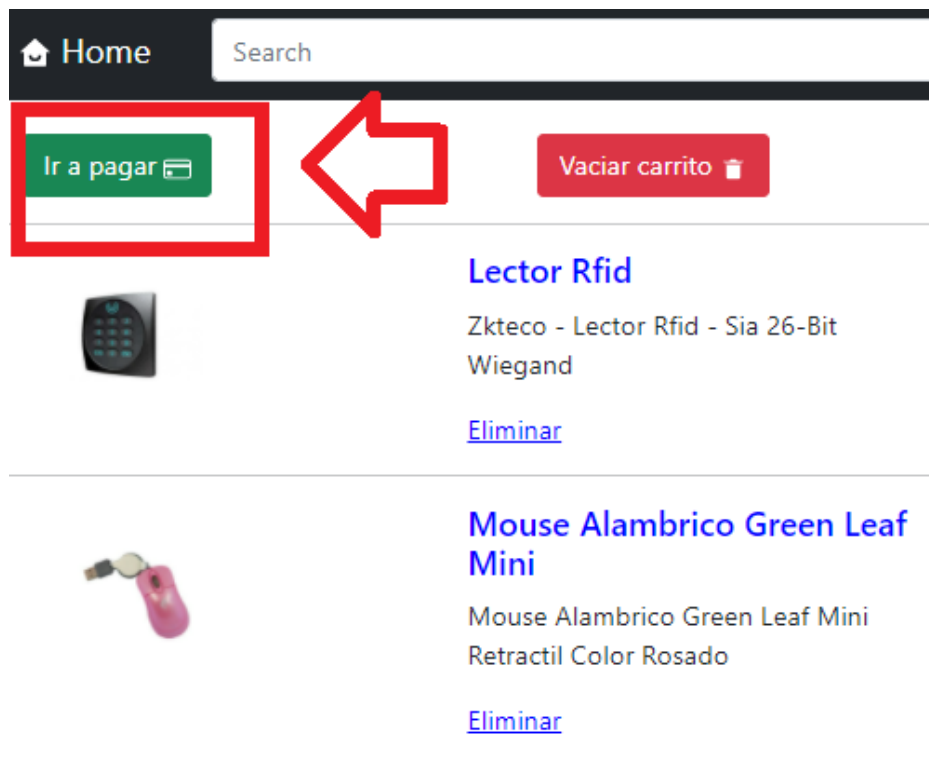 Home
Search
Ir a pagar
Vaciar carrito
Lector Rfid
Zkteco - Lector Rfid - Sia 26-Bit
Wiegand
Eliminar
Mouse Alambrico Green Leaf
Mini
Mouse Alambrico Green Leaf Mini
Retractil Color Rosado
Eliminar